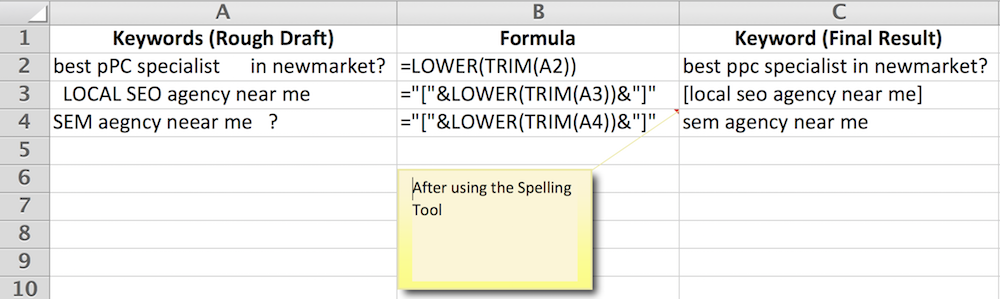 A B C
1 Keywords (Rough Draft) Formula Keyword (Final Result)
2 best pPC specialist     in newmarket? =LOWER(TRIM(A2)) best ppc specialist in newmarket?
3 LOCAL SEO agency near me ="["&LOWER(TRIM(A3))&"]" [local seo agency near me]
4 SEM aegncy neear me   ? ="["&LOWER(TRIM(A4))&"]" sem agency near me
5
6
After using the Spelling
Tool
7
8
9
10